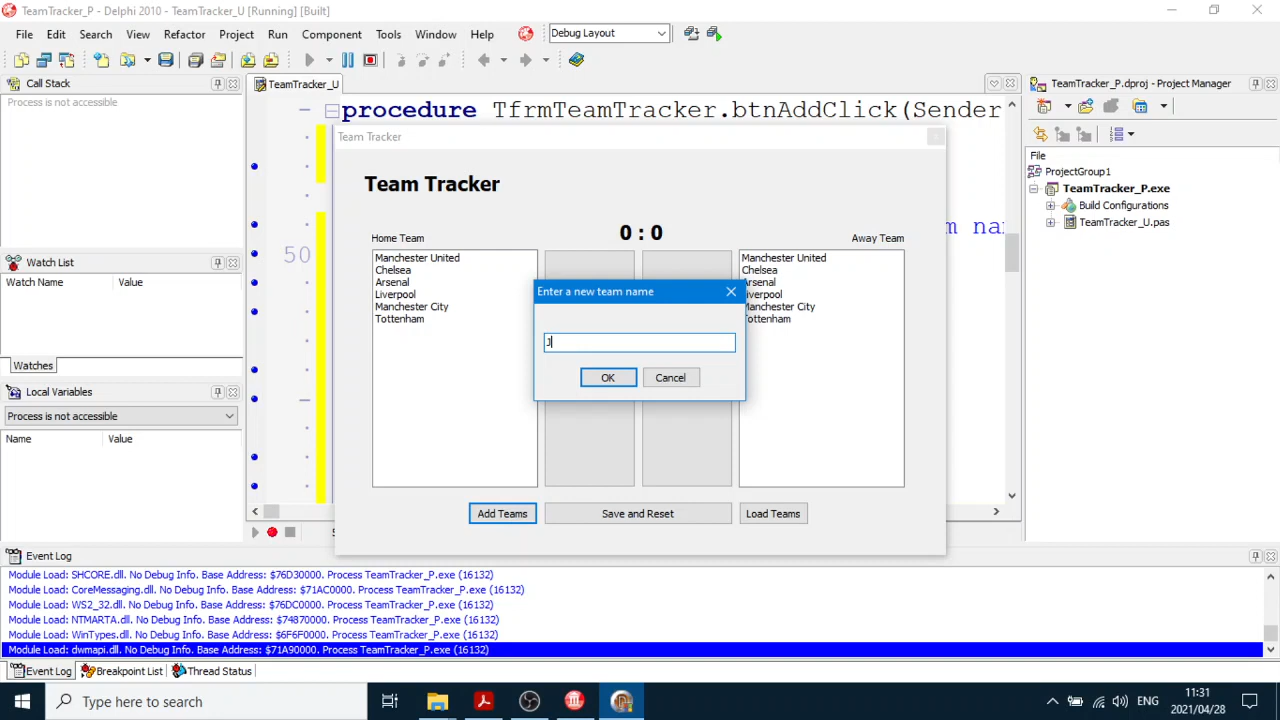 TeamTracker_P - Delphi 2010 - TeamTracker_U [Running] [Built]
File Edit Search View Refactor Project Run Component Tools Window Help Debug Layout
Call Stack
Process is not accessible
Watch List
Watch Name Value
Watches
Local Variables
Process is not accessible
Name Value
TeamTracker_U
procedure TfrmTeamTracker.btnAddClick(Sender
50
Team Tracker
Team Tracker
0 : 0
Home Team
Away Team
Manchester United
Chelsea
Arsenal
Liverpool
Manchester City
Tottenham
Manchester United
Chelsea
Arsenal
iverpool
Manchester City
Tottenham
Enter a new team name
J
OK Cancel
Add Teams Save and Reset Load Teams
TeamTracker_P.dproj - Project Manager
File
ProjectGroup1
TeamTracker_P.exe
Build Configurations
TeamTracker_U.pas
Event Log
Module Load: SHCORE.dll. No Debug Info. Base Address: $76D30000. Process TeamTracker_P.exe (16132)
Module Load: CoreMessaging.dll. No Debug Info. Base Address: $71AC0000. Process TeamTracker_P.exe (16132)
Module Load: WS2_32.dll. No Debug Info. Base Address: $76DC0000. Process TeamTracker_P.exe (16132)
Module Load: NTMARTA.dll. No Debug Info. Base Address: $74870000. Process TeamTracker_P.exe (16132)
Module Load: WinTypes.dll. No Debug Info. Base Address: $6F6F0000. Process TeamTracker_P.exe (16132)
Module Load: dwmapi.dll. No Debug Info. Base Address: $71A90000. Process TeamTracker_P.exe (16132)
Event Log Breakpoint List Thread Status
Type here to search
ENG
11:31
2021/04/28